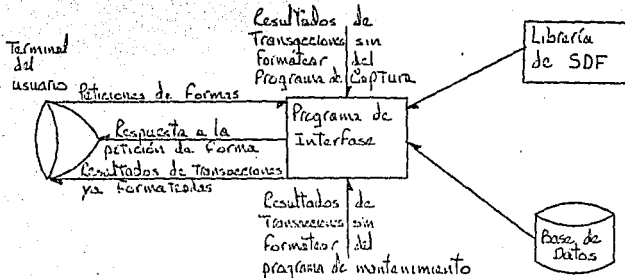 Resultados de
Transacciones sin
Formatear del
Programa de Captura
Terminal
del
usuario
Peticiones de Formas
Respuesta a la
petición de Forma
Resultados de Transacciones
ya Formateadas
Programa de
Interfase
Librería
de SDF
Resultados de
Transacciones sin
Formatear del
programa de mantenimiento
Base de
Datos